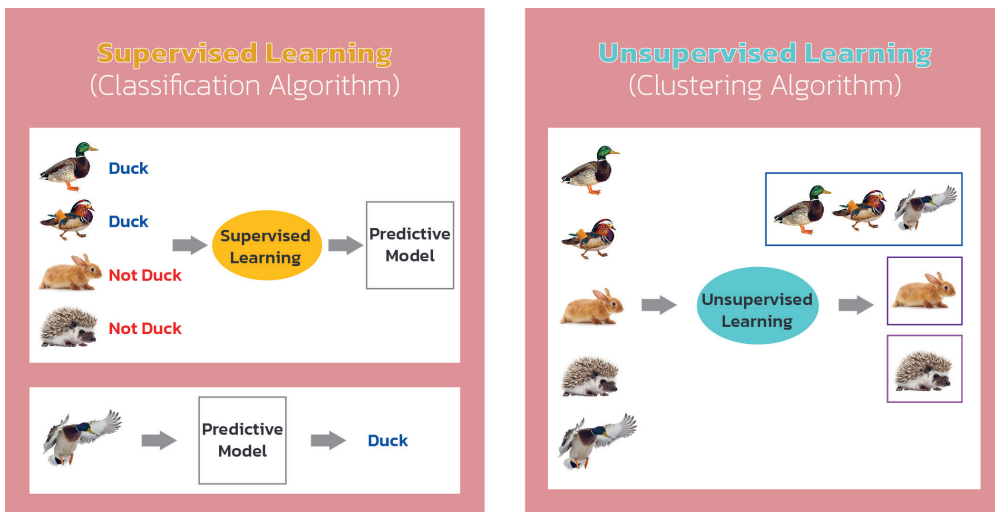 Supervised Learning
(Classification Algorithm)
Duck
Duck
Not Duck
Not Duck
Supervised
Learning
Predictive
Model
Predictive
Model
Duck
Unsupervised Learning
(Clustering Algorithm)
Unsupervised
Learning